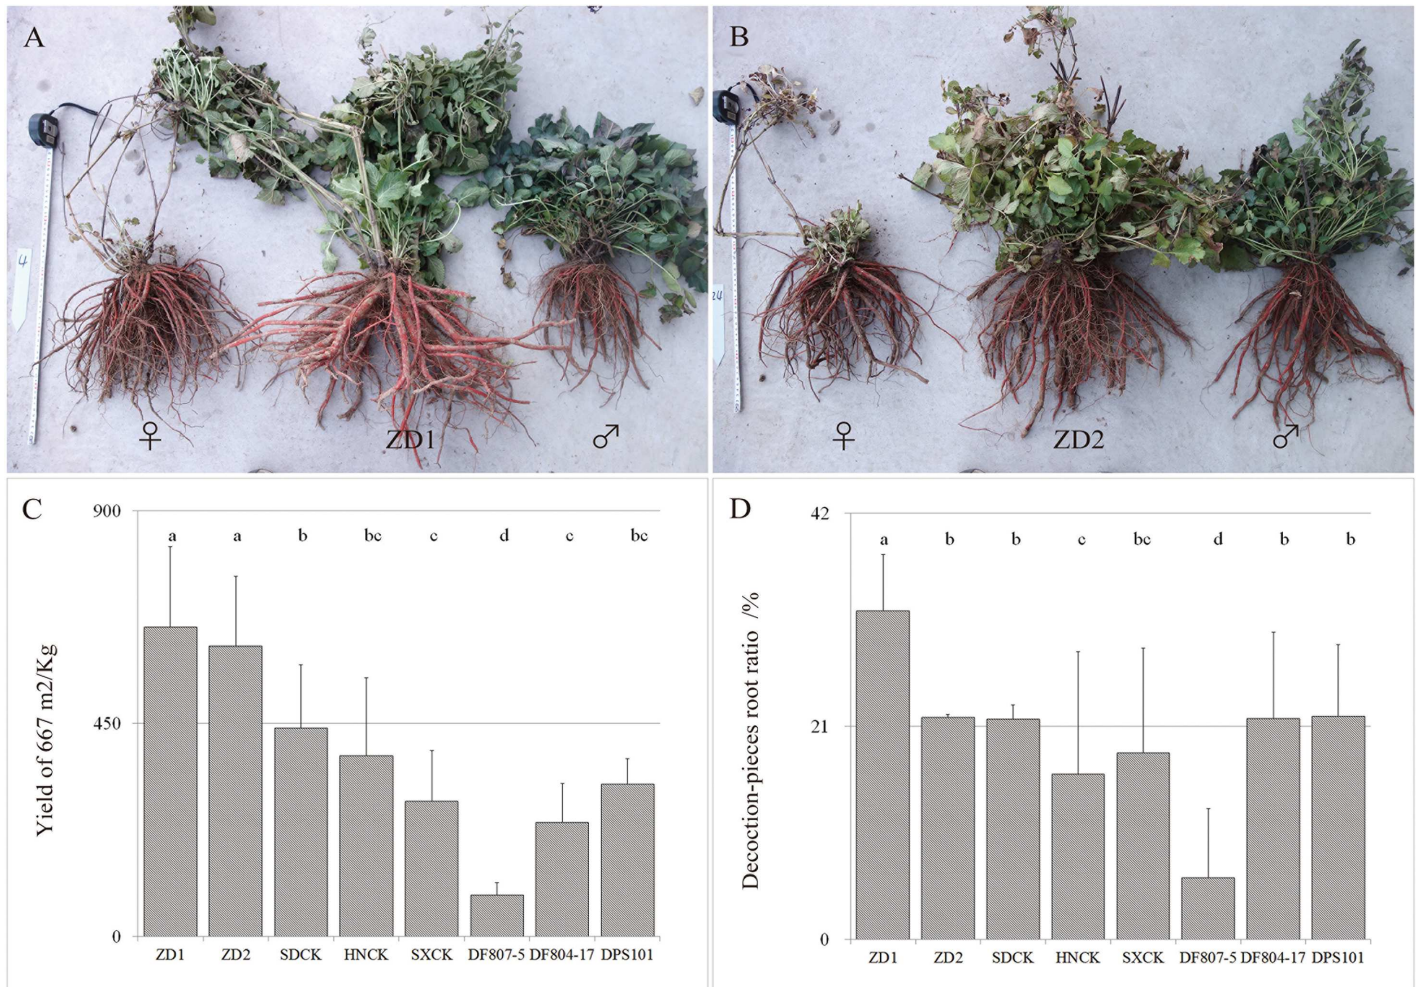 A
B
4
24
♀ ZD1 ♂
♀ ZD2 ♂
C
Yield of 667 m2/Kg
900
450
0
a a b bc c d c bc
ZD1 ZD2 SDCK HNCK SXCK DF807-5 DF804-17 DPS101
D
Decoction-pieces root ratio /%
42
21
0
a b b c bc d b b
ZD1 ZD2 SDCK HNCK SXCK DF807-5 DF804-17 DPS101